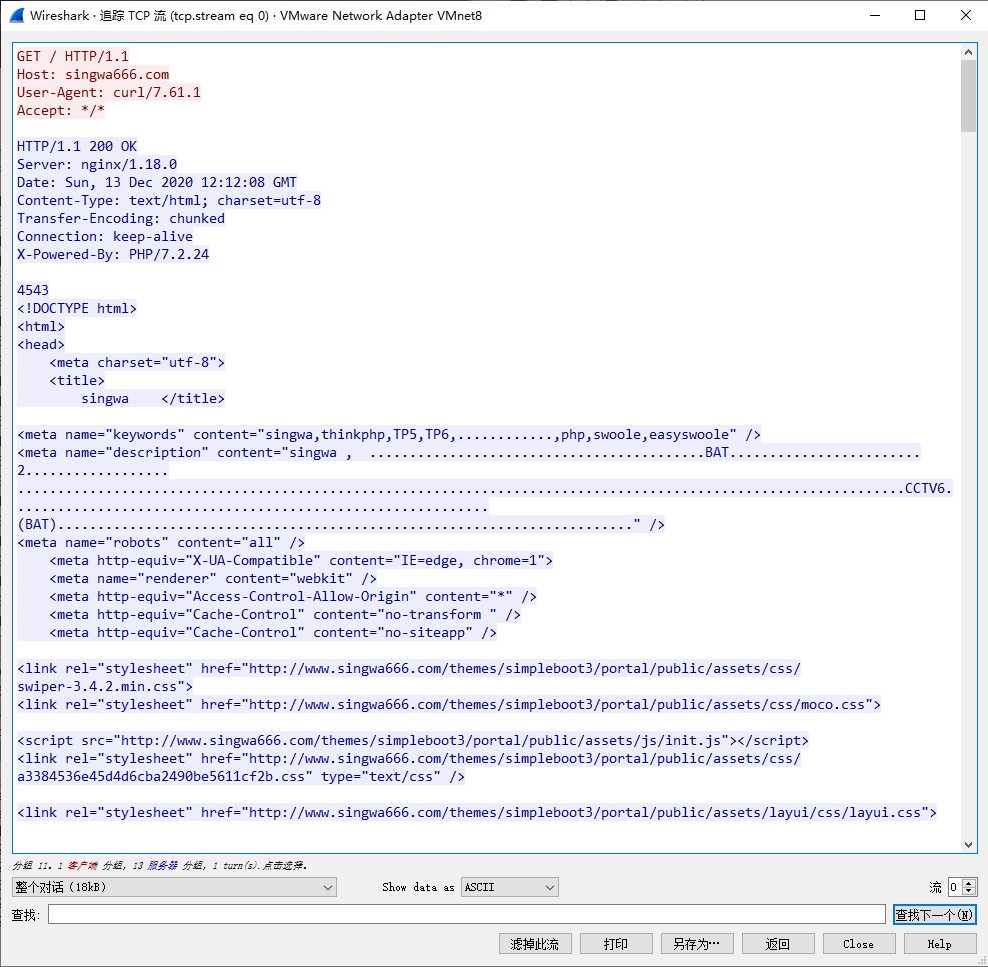 Wireshark · 追踪 TCP 流 (tcp.stream eq 0) · VMware Network Adapter VMnet8
GET / HTTP/1.1
Host: singwa666.com
User-Agent: curl/7.61.1
Accept: */*
HTTP/1.1 200 OK
Server: nginx/1.18.0
Date: Sun, 13 Dec 2020 12:12:08 GMT
Content-Type: text/html; charset=utf-8
Transfer-Encoding: chunked
Connection: keep-alive
X-Powered-By: PHP/7.2.24
4543
<!DOCTYPE html>
<html>
<head>
    <meta charset="utf-8">
    <title>
        singwa    </title>
<meta name="keywords" content="singwa,thinkphp,TP5,TP6,............,php,swoole,easyswoole" />
<meta name="description" content="singwa ,  ..........................................BAT........................
2..................
...............................................................................................................CCTV6.
...........................................................
(BAT)........................................................................" />
<meta name="robots" content="all" />
    <meta http-equiv="X-UA-Compatible" content="IE=edge, chrome=1">
    <meta name="renderer" content="webkit" />
    <meta http-equiv="Access-Control-Allow-Origin" content="*" />
    <meta http-equiv="Cache-Control" content="no-transform " />
    <meta http-equiv="Cache-Control" content="no-siteapp" />
<link rel="stylesheet" href="http://www.singwa666.com/themes/simpleboot3/portal/public/assets/css/
swiper-3.4.2.min.css">
<link rel="stylesheet" href="http://www.singwa666.com/themes/simpleboot3/portal/public/assets/css/moco.css">
<script src="http://www.singwa666.com/themes/simpleboot3/portal/public/assets/js/init.js"></script>
<link rel="stylesheet" href="http://www.singwa666.com/themes/simpleboot3/portal/public/assets/css/
a3384536e45d4d6cba2490be5611cf2b.css" type="text/css" />
<link rel="stylesheet" href="http://www.singwa666.com/themes/simpleboot3/portal/public/assets/layui/css/layui.css">
分组 11. 1 客户端 分组, 13 服务器 分组, 1 turn(s).点击选择.
整个对话 (18kB) Show data as ASCII 流 0
查找: 查找下一个(N)
滤掉此流 打印 另存为… 返回 Close Help